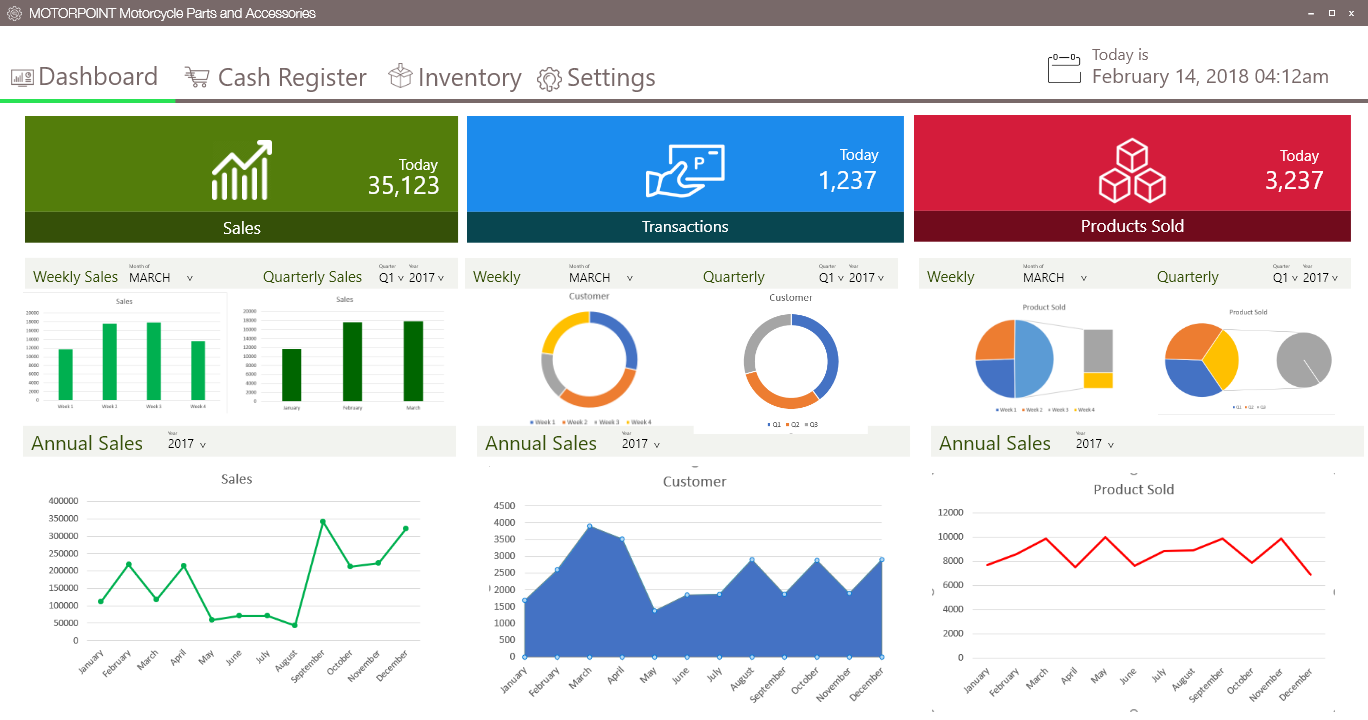 MOTORPOINT Motorcycle Parts and Accessories
Dashboard Cash Register Inventory Settings
Today is
February 14, 2018 04:12am
Today
35,123
Sales
P
Today
1,237
Transactions
Today
3,237
Products Sold
Weekly Sales Month of MARCH
Quarterly Sales Quarter Q1 Year 2017
Weekly Month of MARCH
Quarterly Quarter Q1 Year 2017
Weekly Month of MARCH
Quarterly Quarter Q1 Year 2017
Sales
20000
18000
16000
14000
12000
10000
8000
6000
4000
2000
0
Week 1 Week 2 Week 3 Week 4
Sales
20000
18000
16000
14000
12000
10000
8000
6000
4000
2000
0
January February March
Customer
Week 1 Week 2 Week 3 Week 4
Customer
Q1 Q2 Q3
Product Sold
Week 1 Week 2 Week 3 Week 4
Product Sold
Q1 Q2 Q3
Annual Sales Year 2017
Annual Sales Year 2017
Annual Sales Year 2017
Sales
400000
350000
300000
250000
200000
150000
100000
50000
0
January February March April May June July August September October November December
Customer
4500
4000
3500
3000
2500
2000
1500
1000
500
0
January February March April May June July August September October November December
Product Sold
12000
10000
8000
6000
4000
2000
0
January February March April May June July August September October November December